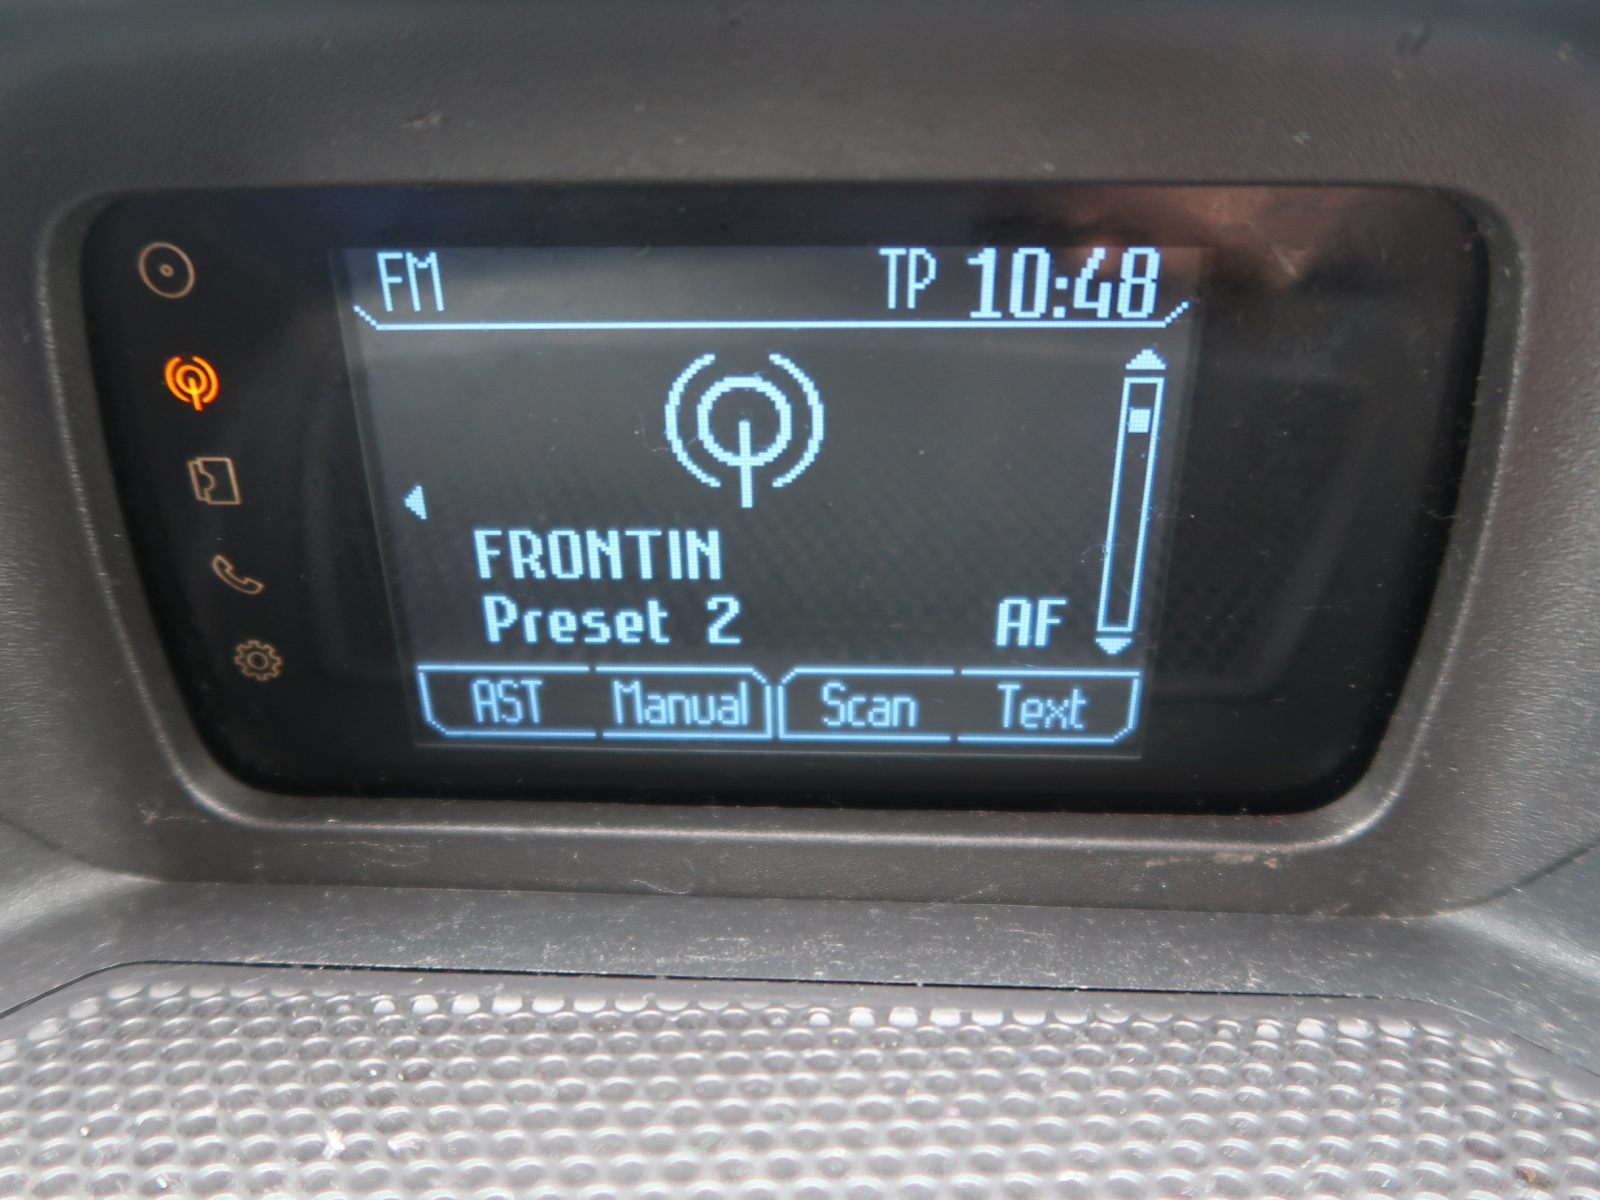 FM TP 10:48
FRONTIN
Preset 2 AF
AST Manual Scan Text